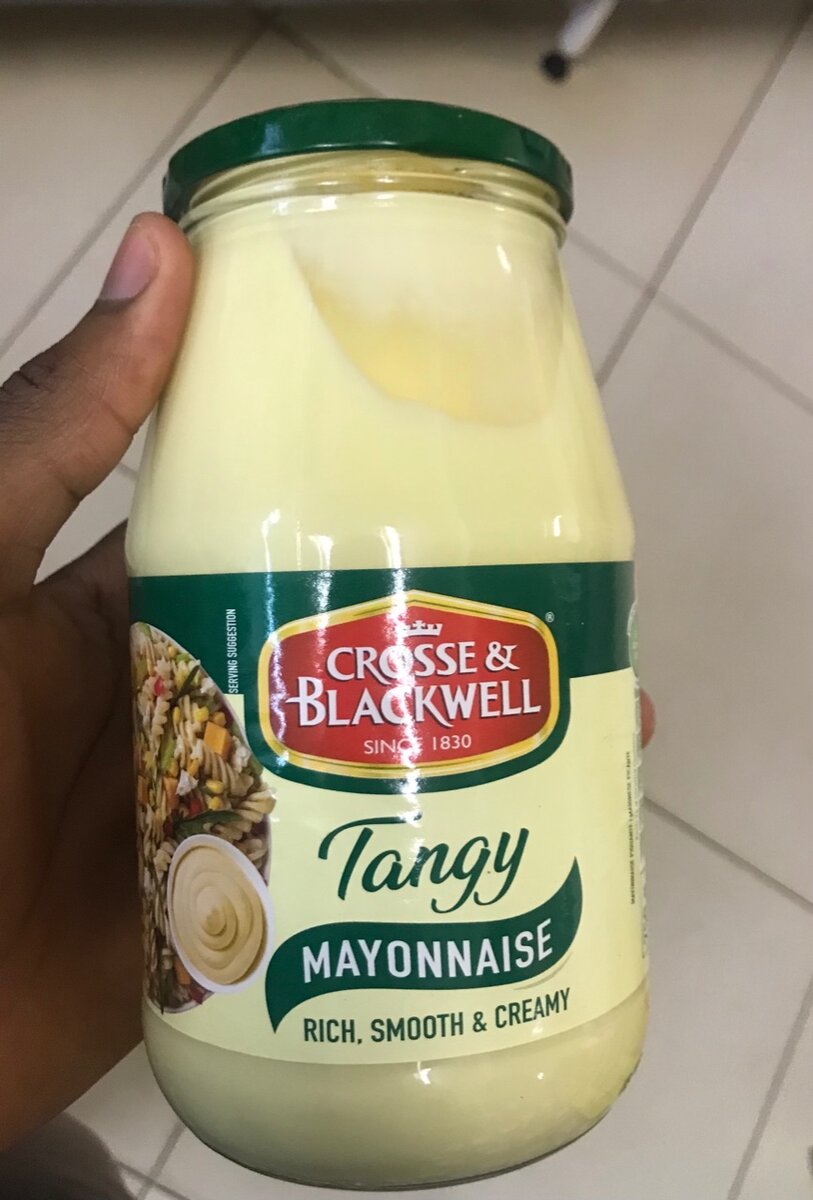 SERVING SUGGESTION
CROSSE &
BLACKWELL
®
SINCE 1830
Tangy
MAYONNAISE
RICH, SMOOTH & CREAMY